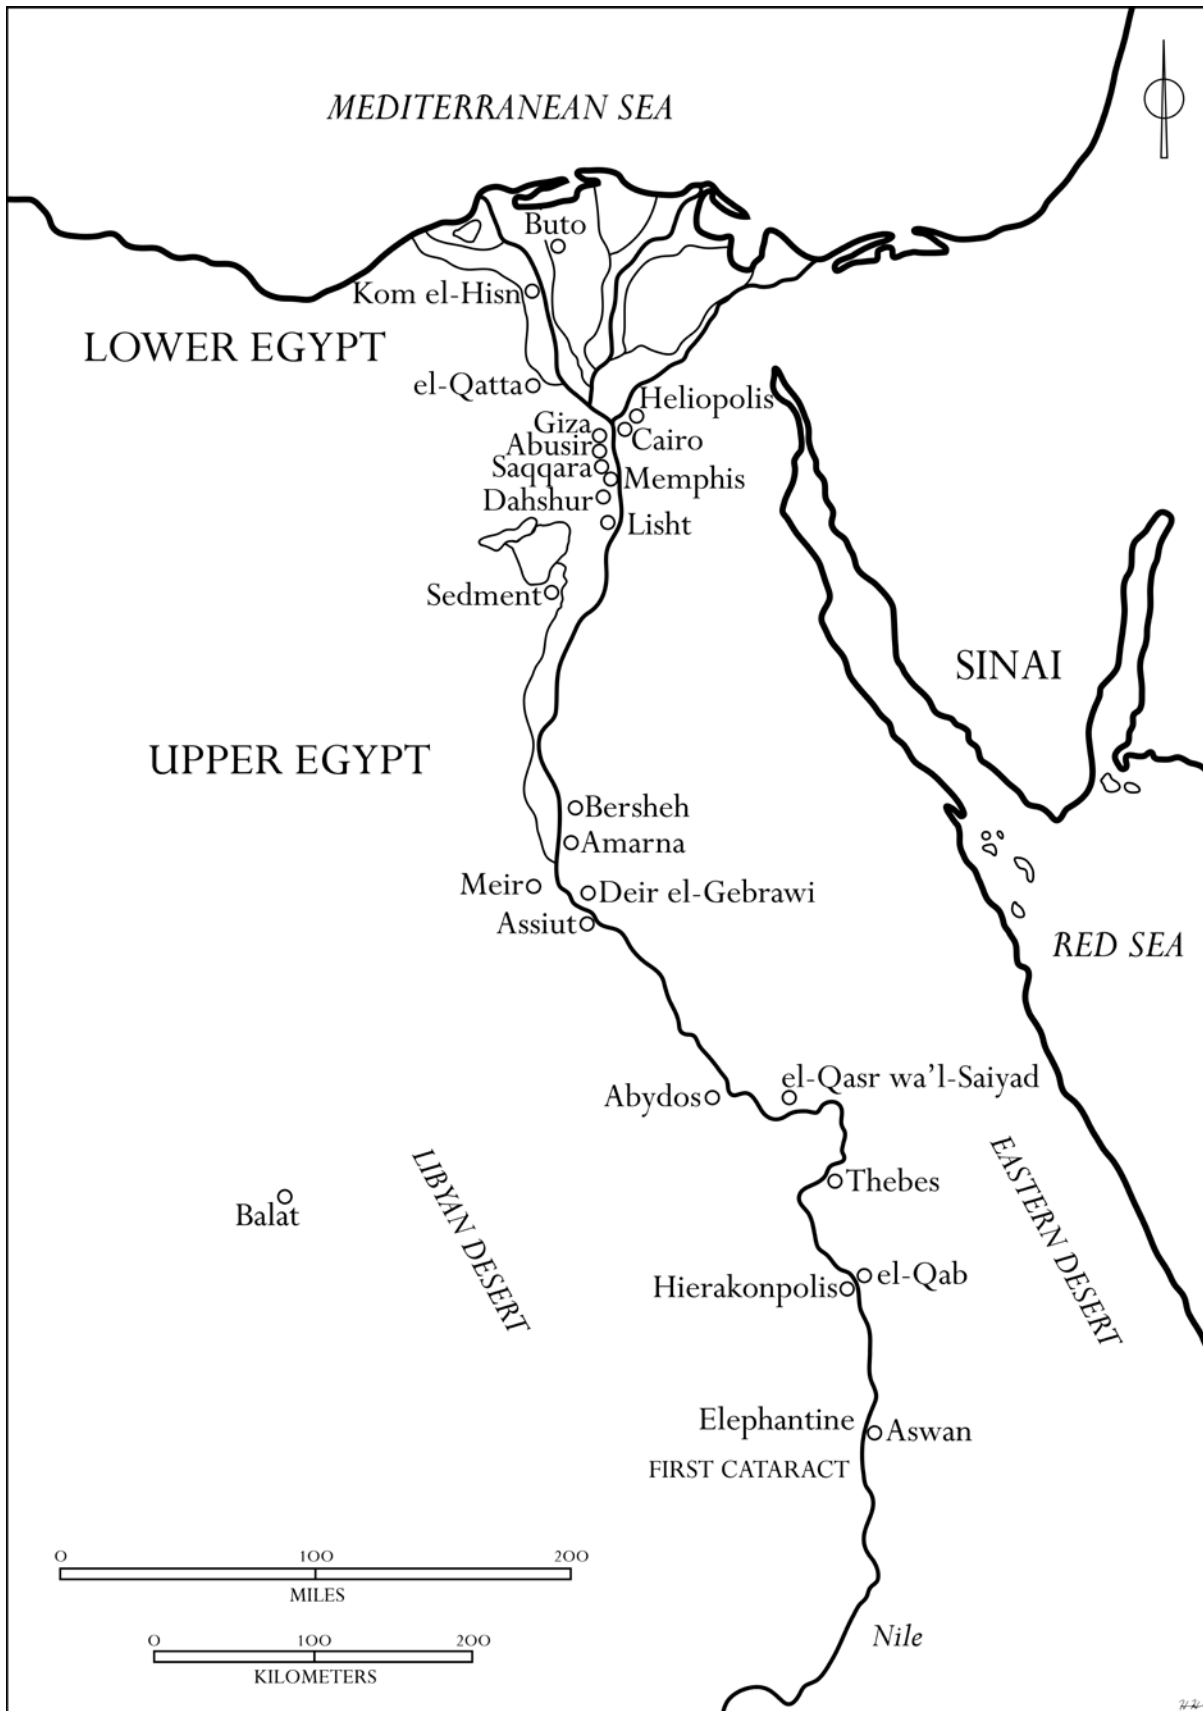 MEDITERRANEAN SEA
Buto
Kom el-Hisn
LOWER EGYPT
el-Qatta
Heliopolis
Giza
Cairo
Abusir
Saqqara
Memphis
Dahshur
Lisht
Sedment
SINAI
UPPER EGYPT
Bersheh
Amarna
Meir
Deir el-Gebrawi
Assiut
RED SEA
el-Qasr wa'l-Saiyad
Abydos
LIBYAN DESERT
EASTERN DESERT
Thebes
Balat
el-Qab
Hierakonpolis
Elephantine
Aswan
FIRST CATARACT
0 100 200
MILES
0 100 200
KILOMETERS
Nile